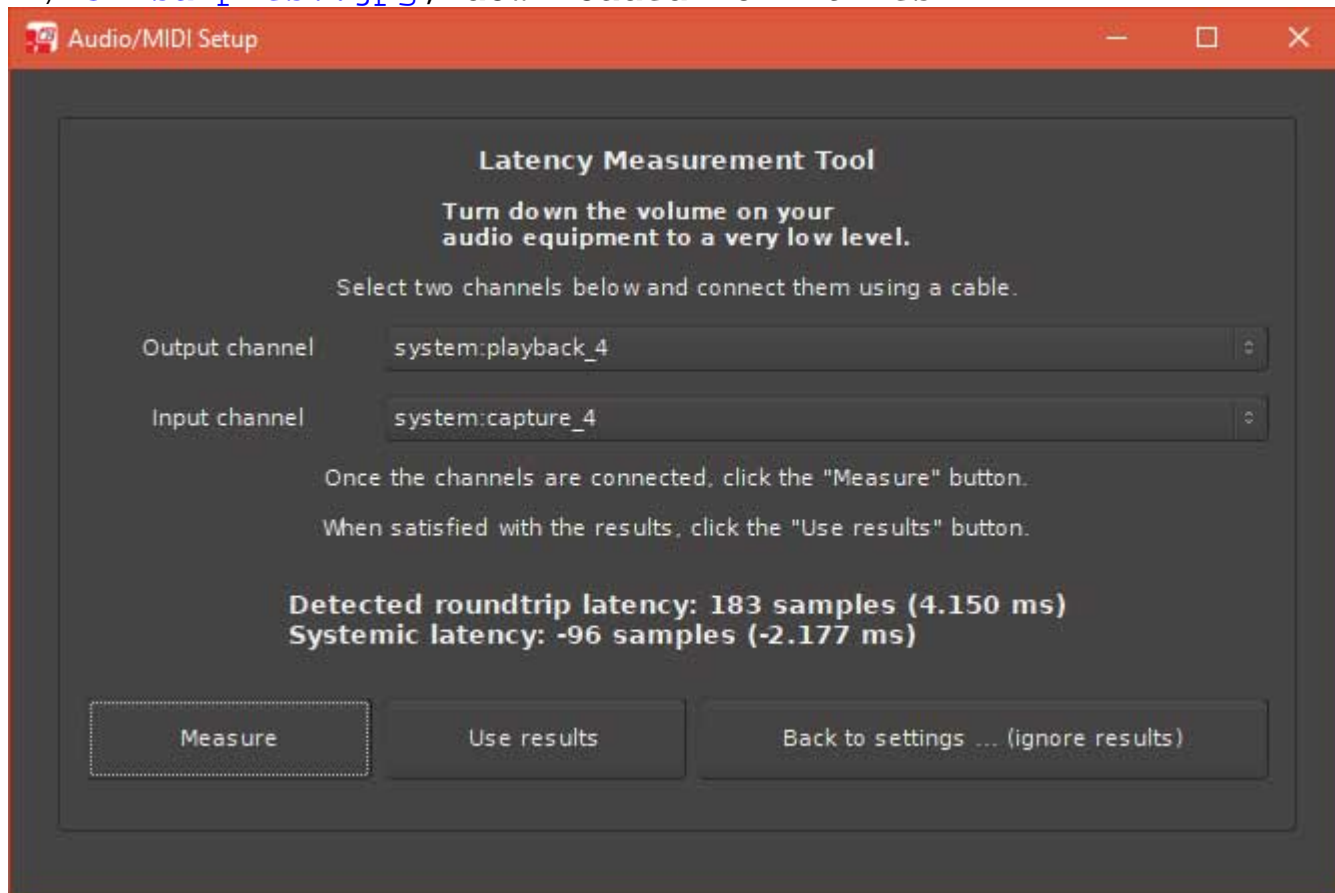 Audio/MIDI Setup
Latency Measurement Tool
Turn down the volume on your
audio equipment to a very low level.
Select two channels below and connect them using a cable.
Output channel system:playback_4
Input channel system:capture_4
Once the channels are connected, click the "Measure" button.
When satisfied with the results, click the "Use results" button.
Detected roundtrip latency: 183 samples (4.150 ms)
Systemic latency: -96 samples (-2.177 ms)
Measure Use results Back to settings ... (ignore results)